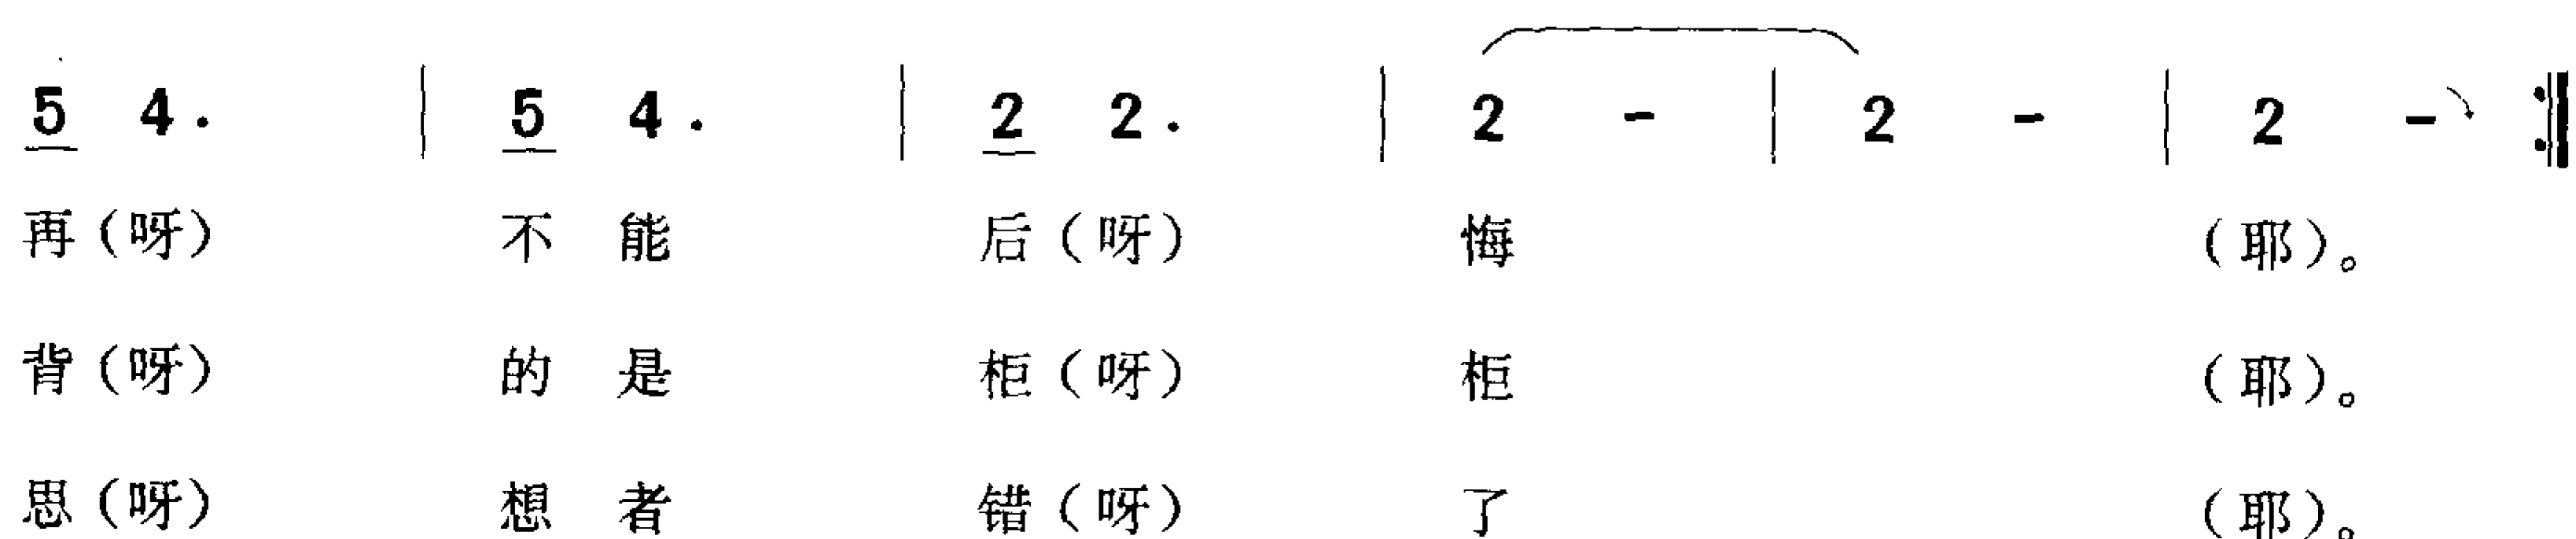 5 4. | 5 4. | 2 2. | 2 - | 2 - | 2 - :‖
再（呀） 不 能 后（呀） 悔 （耶）。
背（呀） 的 是 柜（呀） 柜 （耶）。
思（呀） 想 者 错（呀） 了 （耶）。